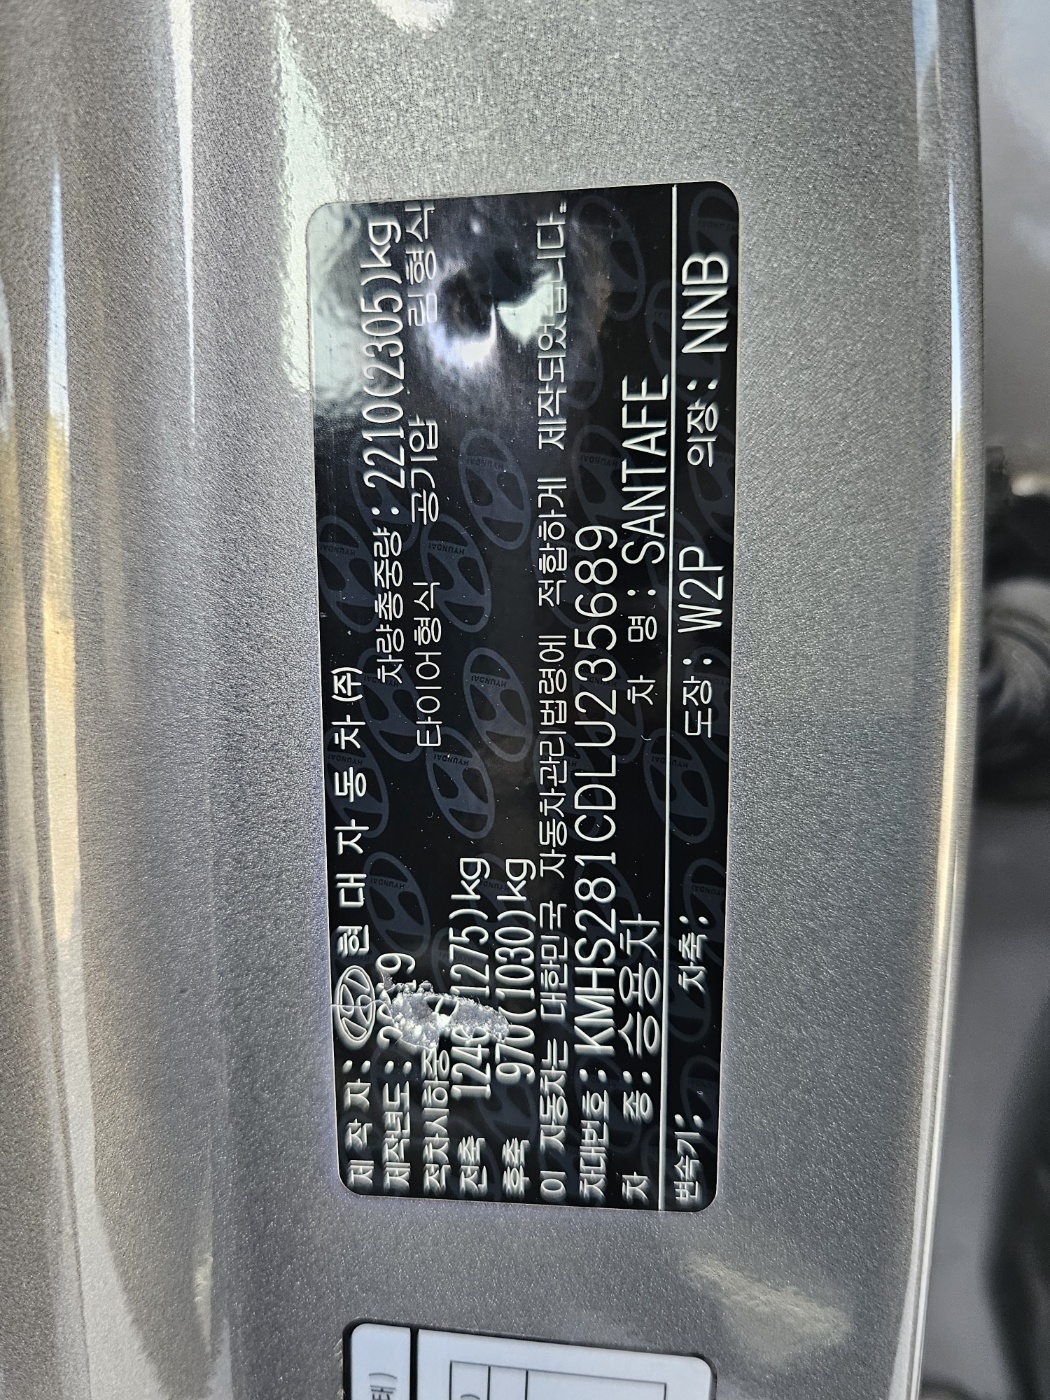 제 작 자 : 현 대 자 동 차 ㈜
제작년도 : 차량총중량 : 2210(2305)kg
전차시하중 타이어형식 공기압 림형식
전축 1275)kg
후축 970(1030)kg
이 자동차는 대한민국 자동차관리법령에 적합하게 제작되었습니다.
차대번호 : KMHS281CDLU235689
차 종 : 승용차 차 명 : SANTAFE
변속기: 차축: 도장: W2P 의장: NNB
HYUNDAI